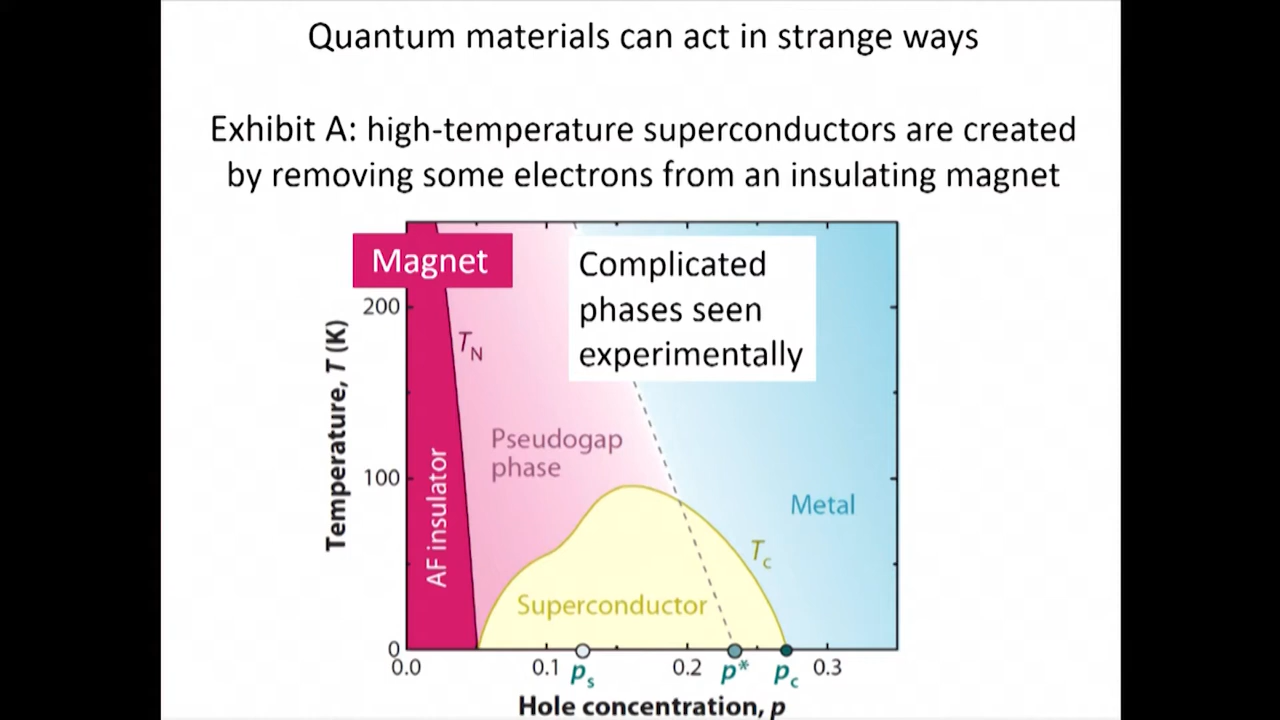 Quantum materials can act in strange ways
Exhibit A: high-temperature superconductors are created
by removing some electrons from an insulating magnet
Magnet
Complicated
phases seen
experimentally
200
100
0
Temperature, T (K)
T_N
AF insulator
Pseudogap
phase
Metal
T_c
Superconductor
0.0
0.1
p_s
0.2
p*
p_c
0.3
Hole concentration, p